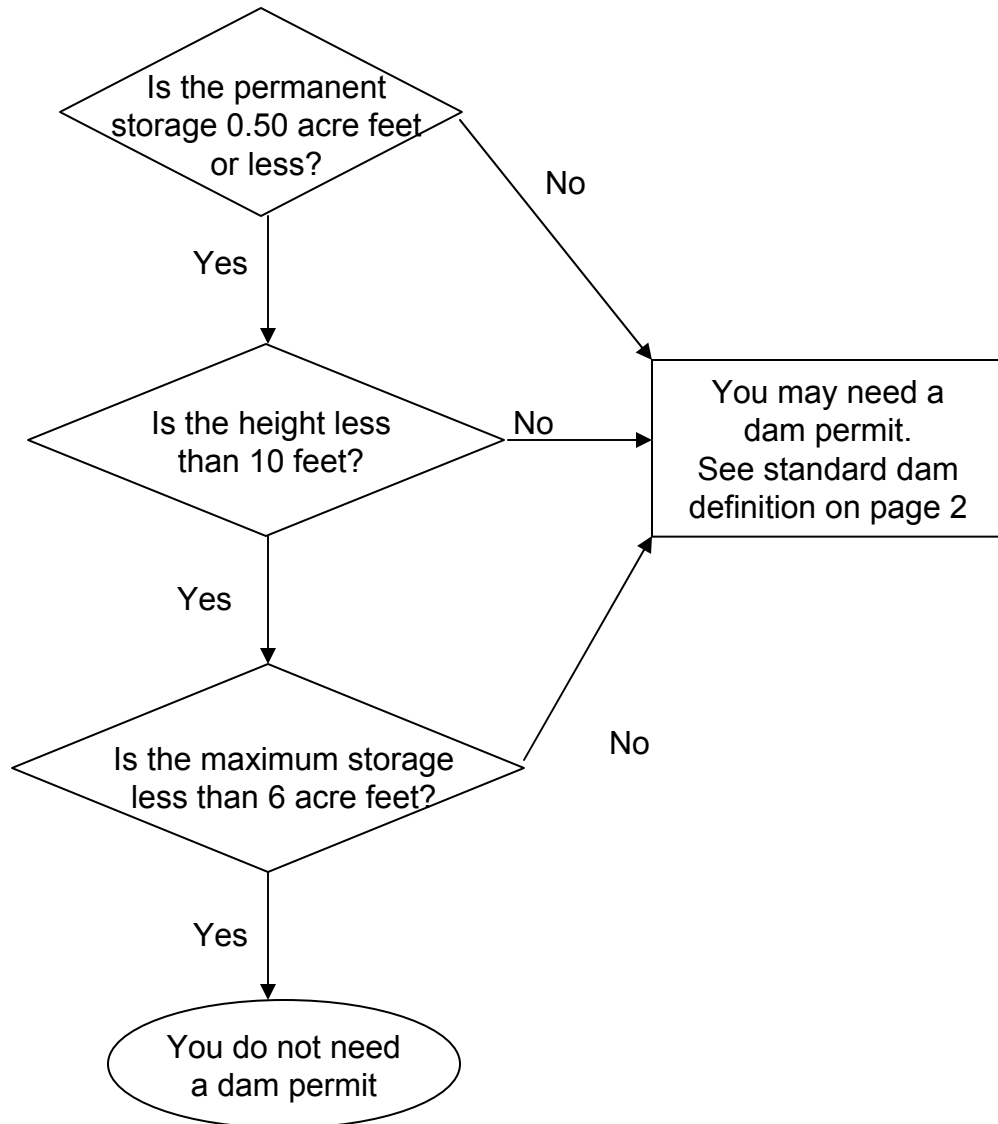 Is the permanent
storage 0.50 acre feet
or less?
No
Yes
Is the height less
than 10 feet?
No
You may need a
dam permit.
See standard dam
definition on page 2
Yes
Is the maximum storage
less than 6 acre feet?
No
Yes
You do not need
a dam permit